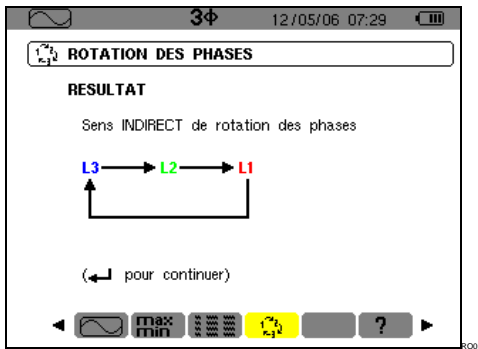 3Φ 12/05/06 07:29
ROTATION DES PHASES
RESULTAT
Sens INDIRECT de rotation des phases
L3 L2 L1
(↵ pour continuer)
max
min
?